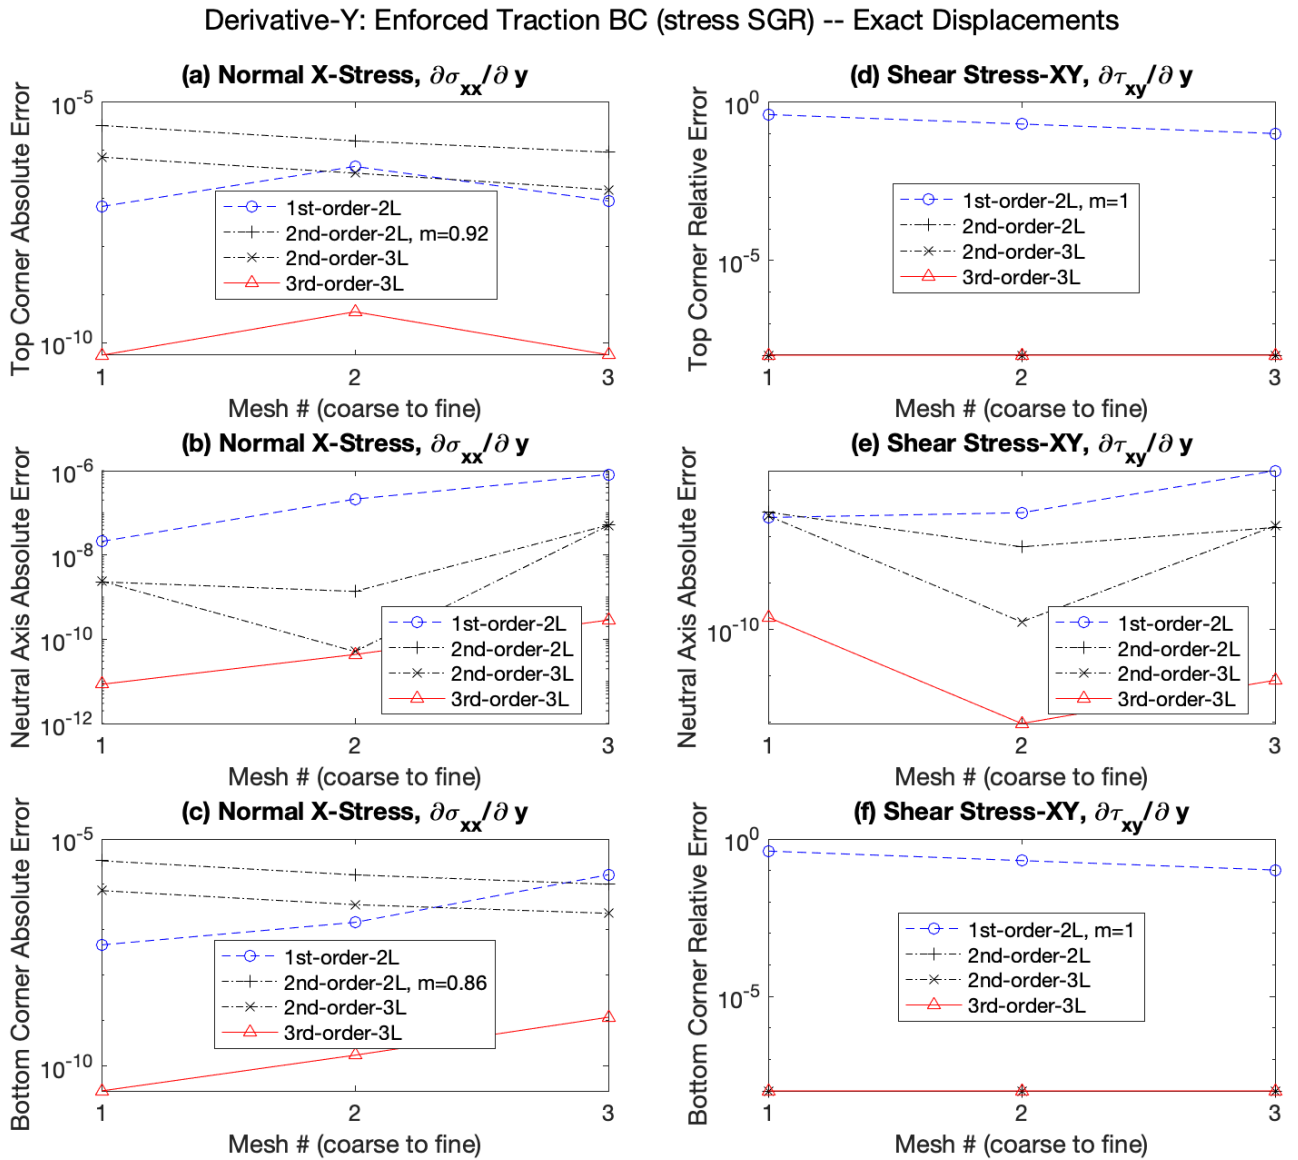 Derivative-Y: Enforced Traction BC (stress SGR) -- Exact Displacements
(a) Normal X-Stress, ∂σxx/∂ y
Top Corner Absolute Error
10^-5
10^-10
1st-order-2L
2nd-order-2L, m=0.92
2nd-order-3L
3rd-order-3L
1 2 3
Mesh # (coarse to fine)
(d) Shear Stress-XY, ∂τxy/∂ y
Top Corner Relative Error
10^0
10^-5
1st-order-2L, m=1
2nd-order-2L
2nd-order-3L
3rd-order-3L
1 2 3
Mesh # (coarse to fine)
(b) Normal X-Stress, ∂σxx/∂ y
Neutral Axis Absolute Error
10^-6
10^-8
10^-10
10^-12
1st-order-2L
2nd-order-2L
2nd-order-3L
3rd-order-3L
1 2 3
Mesh # (coarse to fine)
(e) Shear Stress-XY, ∂τxy/∂ y
Neutral Axis Absolute Error
10^-10
1st-order-2L
2nd-order-2L
2nd-order-3L
3rd-order-3L
1 2 3
Mesh # (coarse to fine)
(c) Normal X-Stress, ∂σxx/∂ y
Bottom Corner Absolute Error
10^-5
10^-10
1st-order-2L
2nd-order-2L, m=0.86
2nd-order-3L
3rd-order-3L
1 2 3
Mesh # (coarse to fine)
(f) Shear Stress-XY, ∂τxy/∂ y
Bottom Corner Relative Error
10^0
10^-5
1st-order-2L, m=1
2nd-order-2L
2nd-order-3L
3rd-order-3L
1 2 3
Mesh # (coarse to fine)